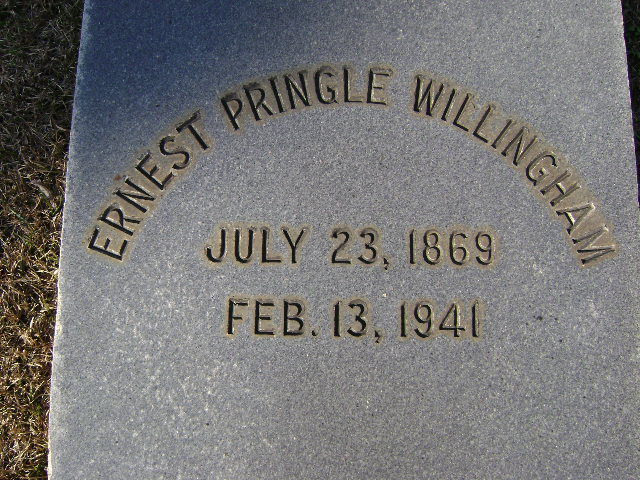 ERNEST PRINGLE WILLINGHAM
JULY 23, 1869
FEB. 13, 1941